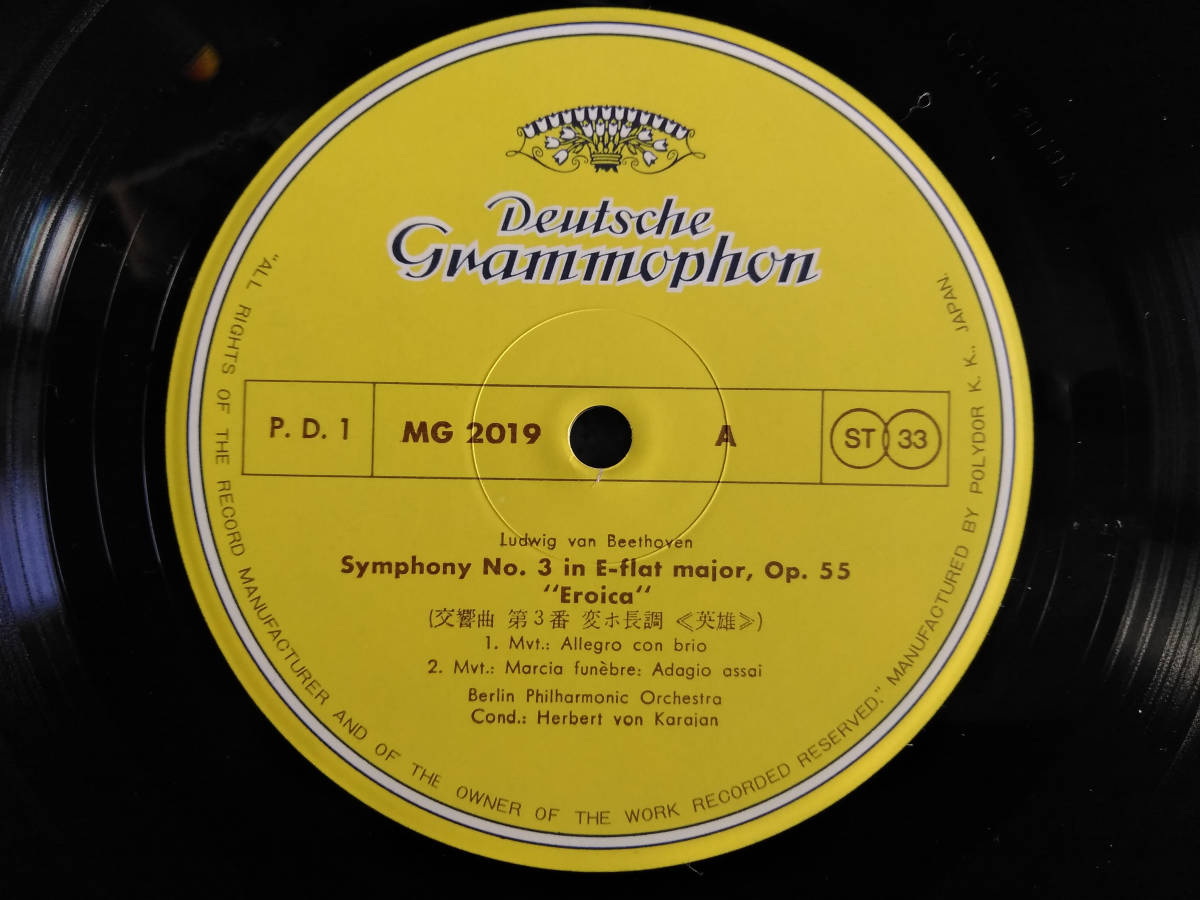 Deutsche
Grammophon
P. D. 1
MG 2019
A
ST 33
Ludwig van Beethoven
Symphony No. 3 in E-flat major, Op. 55
"Eroica"
(交響曲 第3番 変ホ長調 ≪英雄≫)
1. Mvt.: Allegro con brio
2. Mvt.: Marcia funèbre: Adagio assai
Berlin Philharmonic Orchestra
Cond.: Herbert von Karajan
"ALL RIGHTS OF THE RECORD MANUFACTURER AND OF THE OWNER OF THE WORK RECORDED RESERVED." MANUFACTURED BY POLYDOR K. K., JAPAN.